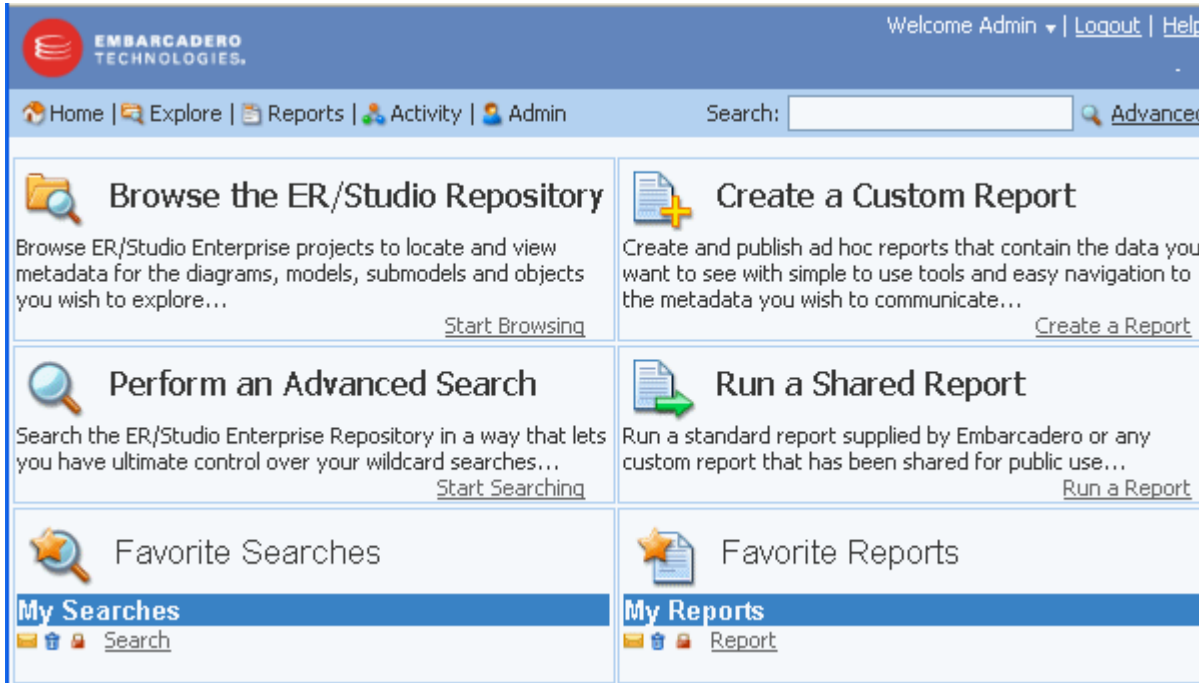 EMBARCADERO
TECHNOLOGIES.
Welcome Admin | Logout | Help
Home | Explore | Reports | Activity | Admin
Search:
Advanced
Browse the ER/Studio Repository
Browse ER/Studio Enterprise projects to locate and view
metadata for the diagrams, models, submodels and objects
you wish to explore...
Start Browsing
Create a Custom Report
Create and publish ad hoc reports that contain the data you
want to see with simple to use tools and easy navigation to
the metadata you wish to communicate...
Create a Report
Perform an Advanced Search
Search the ER/Studio Enterprise Repository in a way that lets
you have ultimate control over your wildcard searches...
Start Searching
Run a Shared Report
Run a standard report supplied by Embarcadero or any
custom report that has been shared for public use...
Run a Report
Favorite Searches
My Searches
Search
Favorite Reports
My Reports
Report